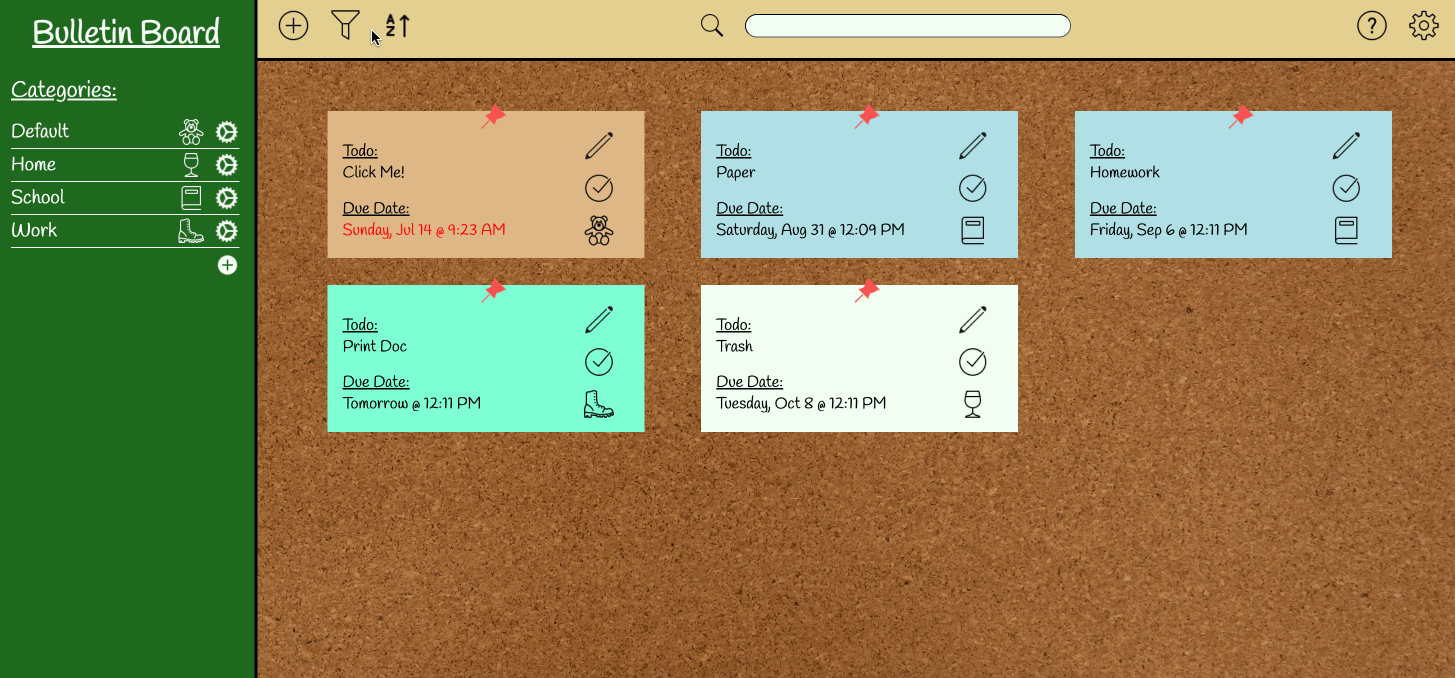 Bulletin Board
Categories:
Default
Home
School
Work
A
Z
?
Todo:
Click Me!
Due Date:
Sunday, Jul 14 @ 9:23 AM
Todo:
Paper
Due Date:
Saturday, Aug 31 @ 12:09 PM
Todo:
Homework
Due Date:
Friday, Sep 6 @ 12:11 PM
Todo:
Print Doc
Due Date:
Tomorrow @ 12:11 PM
Todo:
Trash
Due Date:
Tuesday, Oct 8 @ 12:11 PM